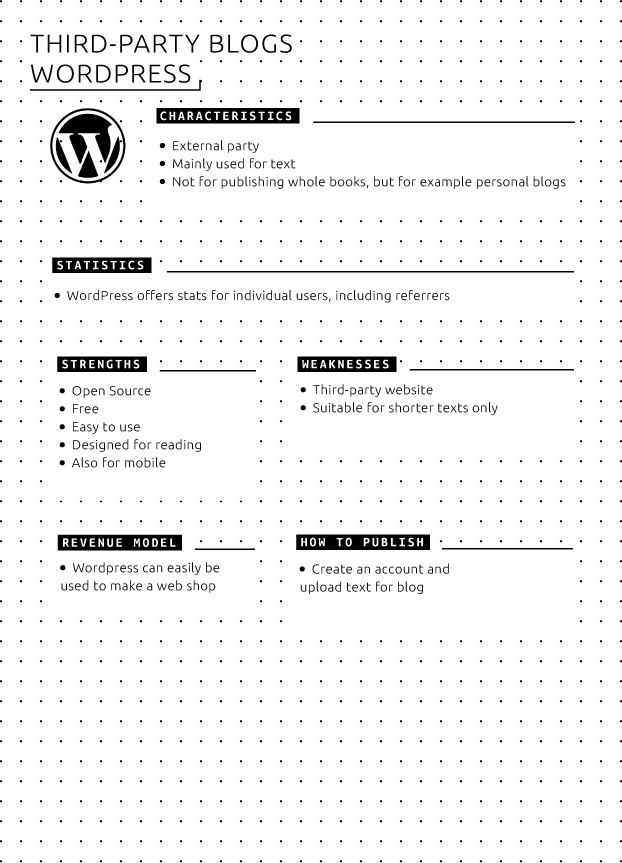 THIRD-PARTY BLOGS
WORDPRESS
W
CHARACTERISTICS
• External party
• Mainly used for text
• Not for publishing whole books, but for example personal blogs
STATISTICS
• WordPress offers stats for individual users, including referrers
STRENGTHS
• Open Source
• Free
• Easy to use
• Designed for reading
• Also for mobile
WEAKNESSES
• Third-party website
• Suitable for shorter texts only
REVENUE MODEL
• Wordpress can easily be
used to make a web shop
HOW TO PUBLISH
• Create an account and
upload text for blog